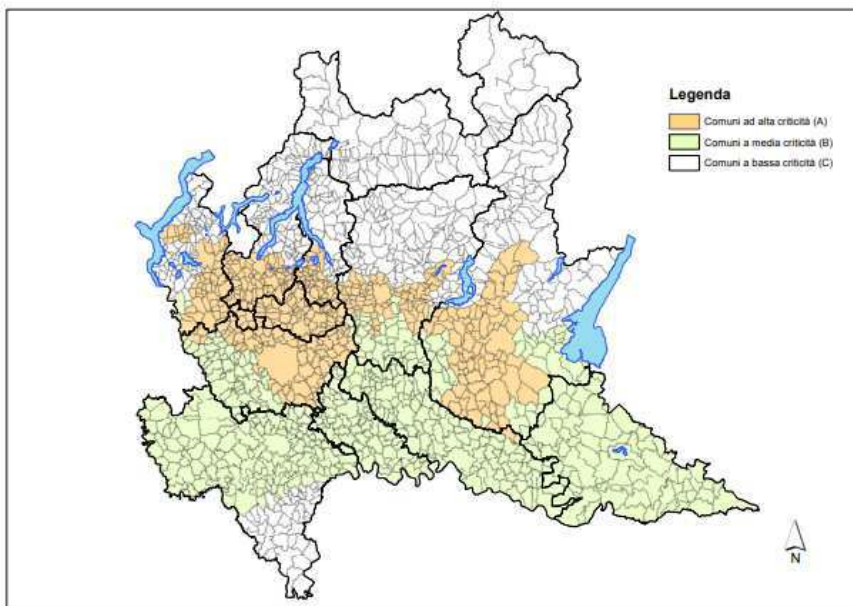 Legenda
Comuni ad alta criticità (A)
Comuni a media criticità (B)
Comuni a bassa criticità (C)
N